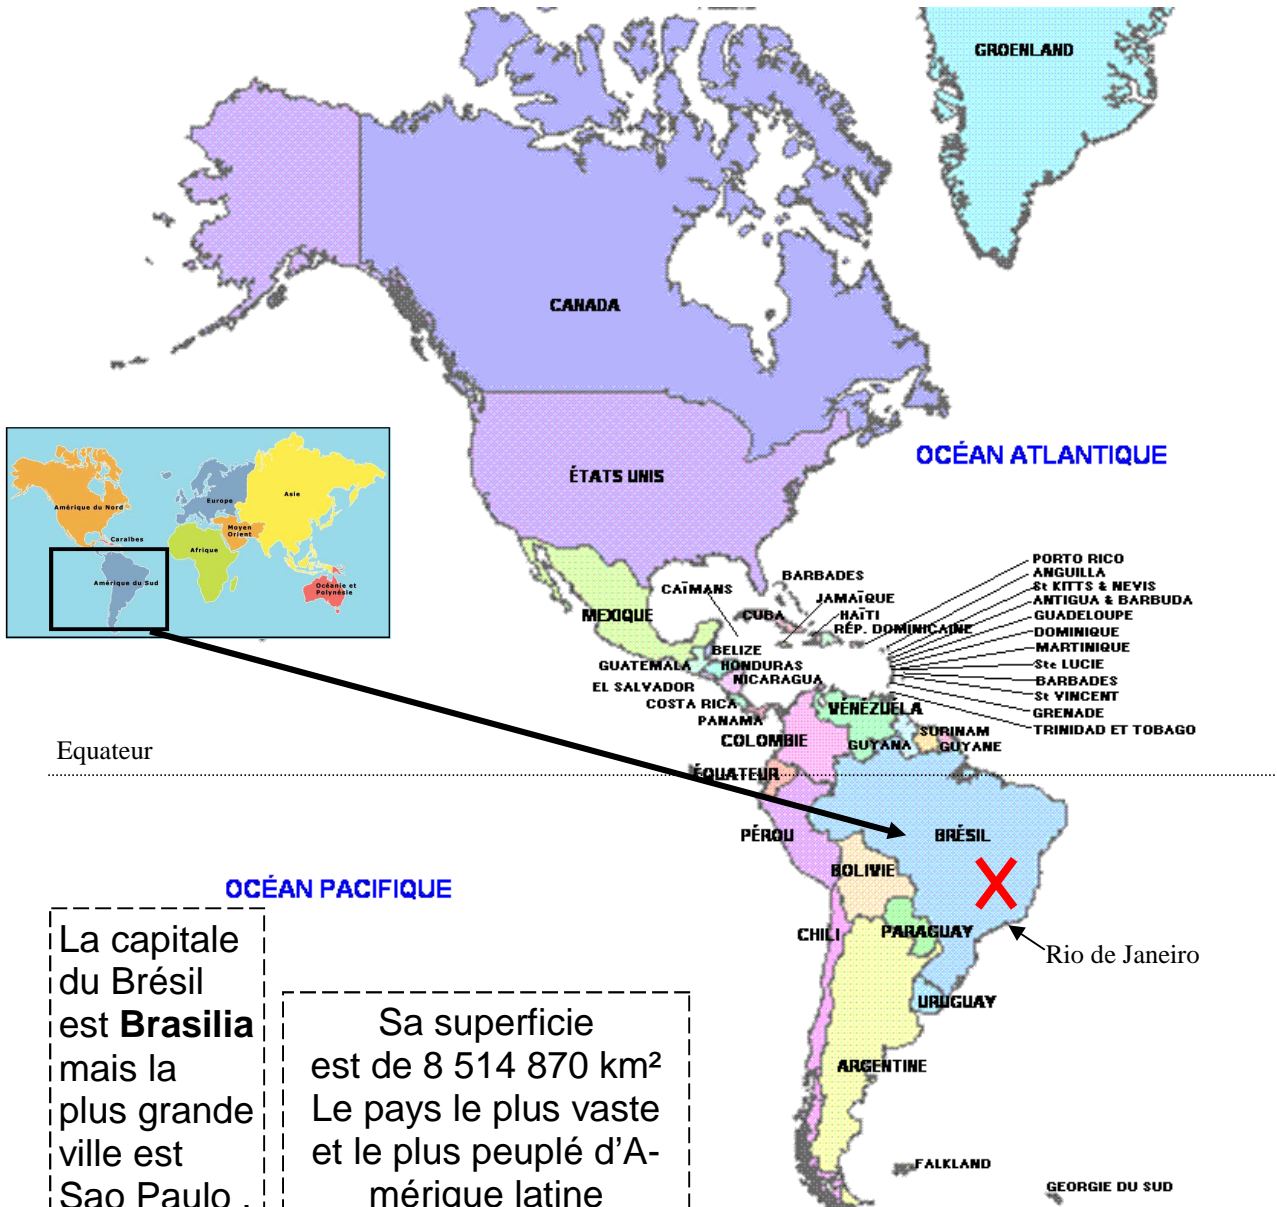 GROENLAND
CANADA
OCÉAN ATLANTIQUE
ÉTATS UNIS
Amérique du Nord
Europe
Asie
Moyen
Orient
Caraïbes
Afrique
Amérique du Sud
Océanie et
Polynésie
MEXIQUE
CAÏMANS
BARBADES
JAMAÏQUE
CUBA
HAÏTI
RÉP. DOMINICAINE
BELIZE
GUATEMALA
HONDURAS
NICARAGUA
EL SALVADOR
COSTA RICA
PANAMA
PORTO RICO
ANGUILLA
St KITTS & NEVIS
ANTIGUA & BARBUDA
GUADELOUPE
DOMINIQUE
MARTINIQUE
Ste LUCIE
BARBADES
St VINCENT
GRENADE
TRINIDAD ET TOBAGO
VÉNÉZUÉLA
COLOMBIE
GUYANA
SURINAM
GUYANE
Equateur
ÉQUATEUR
PÉROU
BRÉSIL
BOLIVIE
OCÉAN PACIFIQUE
CHILI
PARAGUAY
Rio de Janeiro
URUGUAY
ARGENTINE
FALKLAND
GEORGIE DU SUD
La capitale
du Brésil
est Brasilia
mais la
plus grande
ville est
Sao Paulo .
Sa superficie
est de 8 514 870 km²
Le pays le plus vaste
et le plus peuplé d’A-
mérique latine